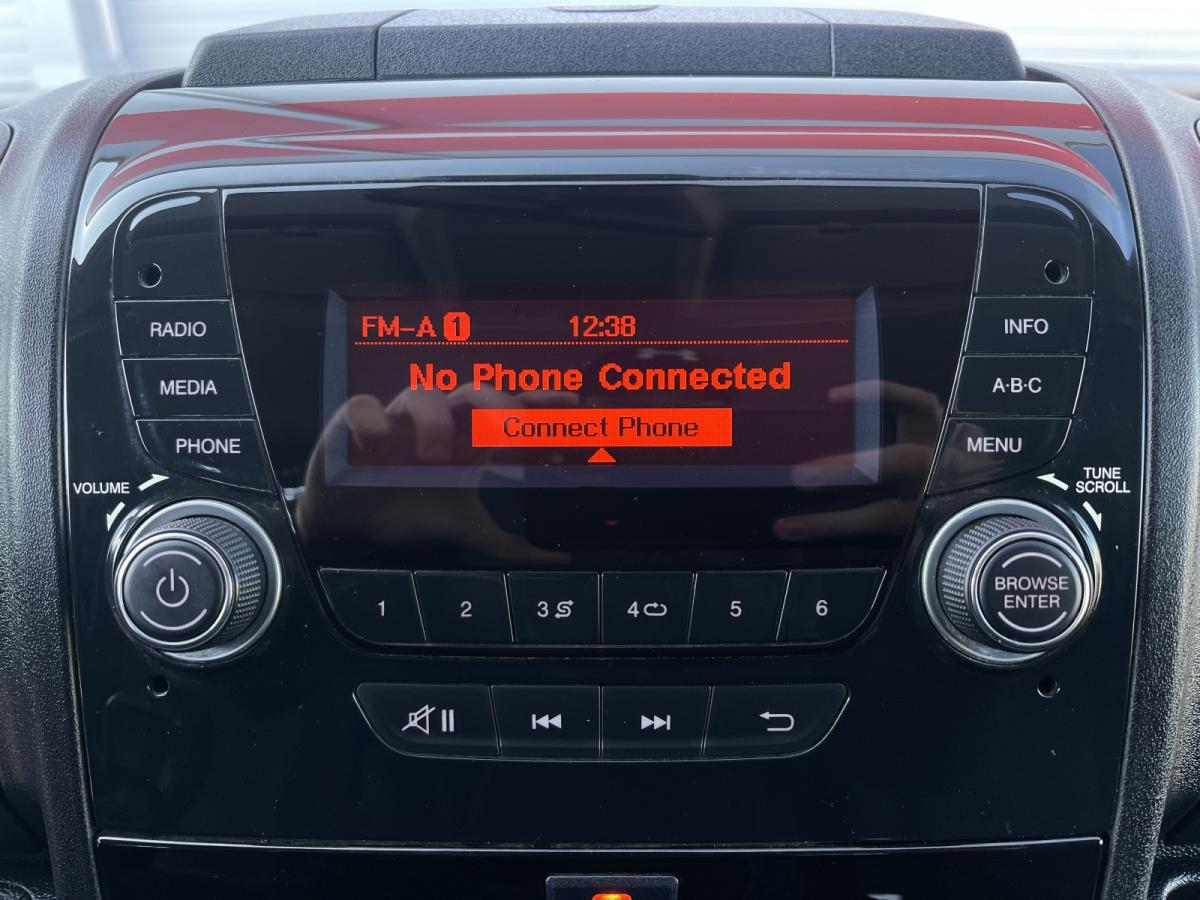 FM-A 1 12:38
No Phone Connected
Connect Phone
RADIO
MEDIA
PHONE
VOLUME
INFO
A·B·C
MENU
TUNE
SCROLL
BROWSE
ENTER
1 2 3 4 5 6